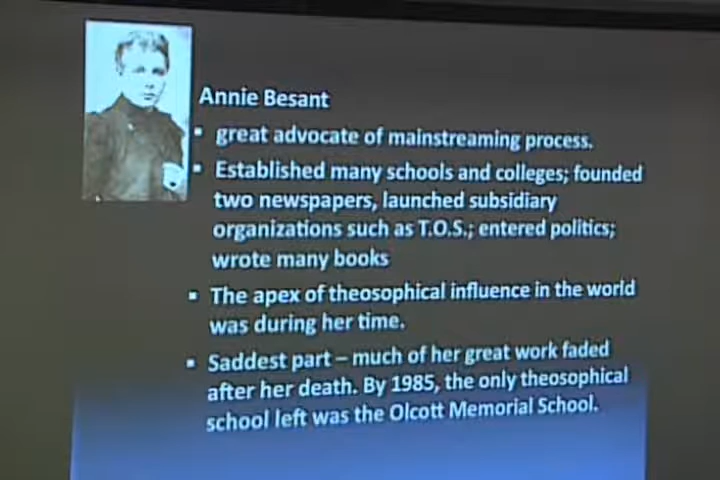 Annie Besant
▪ great advocate of mainstreaming process.
▪ Established many schools and colleges; founded
two newspapers, launched subsidiary
organizations such as T.O.S.; entered politics;
wrote many books
▪ The apex of theosophical influence in the world
was during her time.
▪ Saddest part – much of her great work faded
after her death. By 1985, the only theosophical
school left was the Olcott Memorial School.